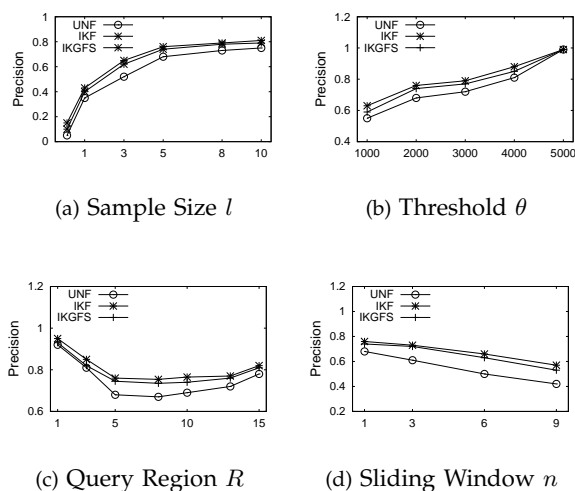 1
0.8
0.6
0.4
0.2
0
Precision
UNF
IKF
IKGFS
1 3 5 8 10
(a) Sample Size l
1.2
1
0.8
0.6
0.4
Precision
UNF
IKF
IKGFS
1000 2000 3000 4000 5000
(b) Threshold θ
1.2
1
0.8
0.6
Precision
UNF
IKF
IKGFS
1 5 10 15
(c) Query Region R
1.2
1
0.8
0.6
0.4
0.2
Precision
UNF
IKF
IKGFS
1 3 6 9
(d) Sliding Window n